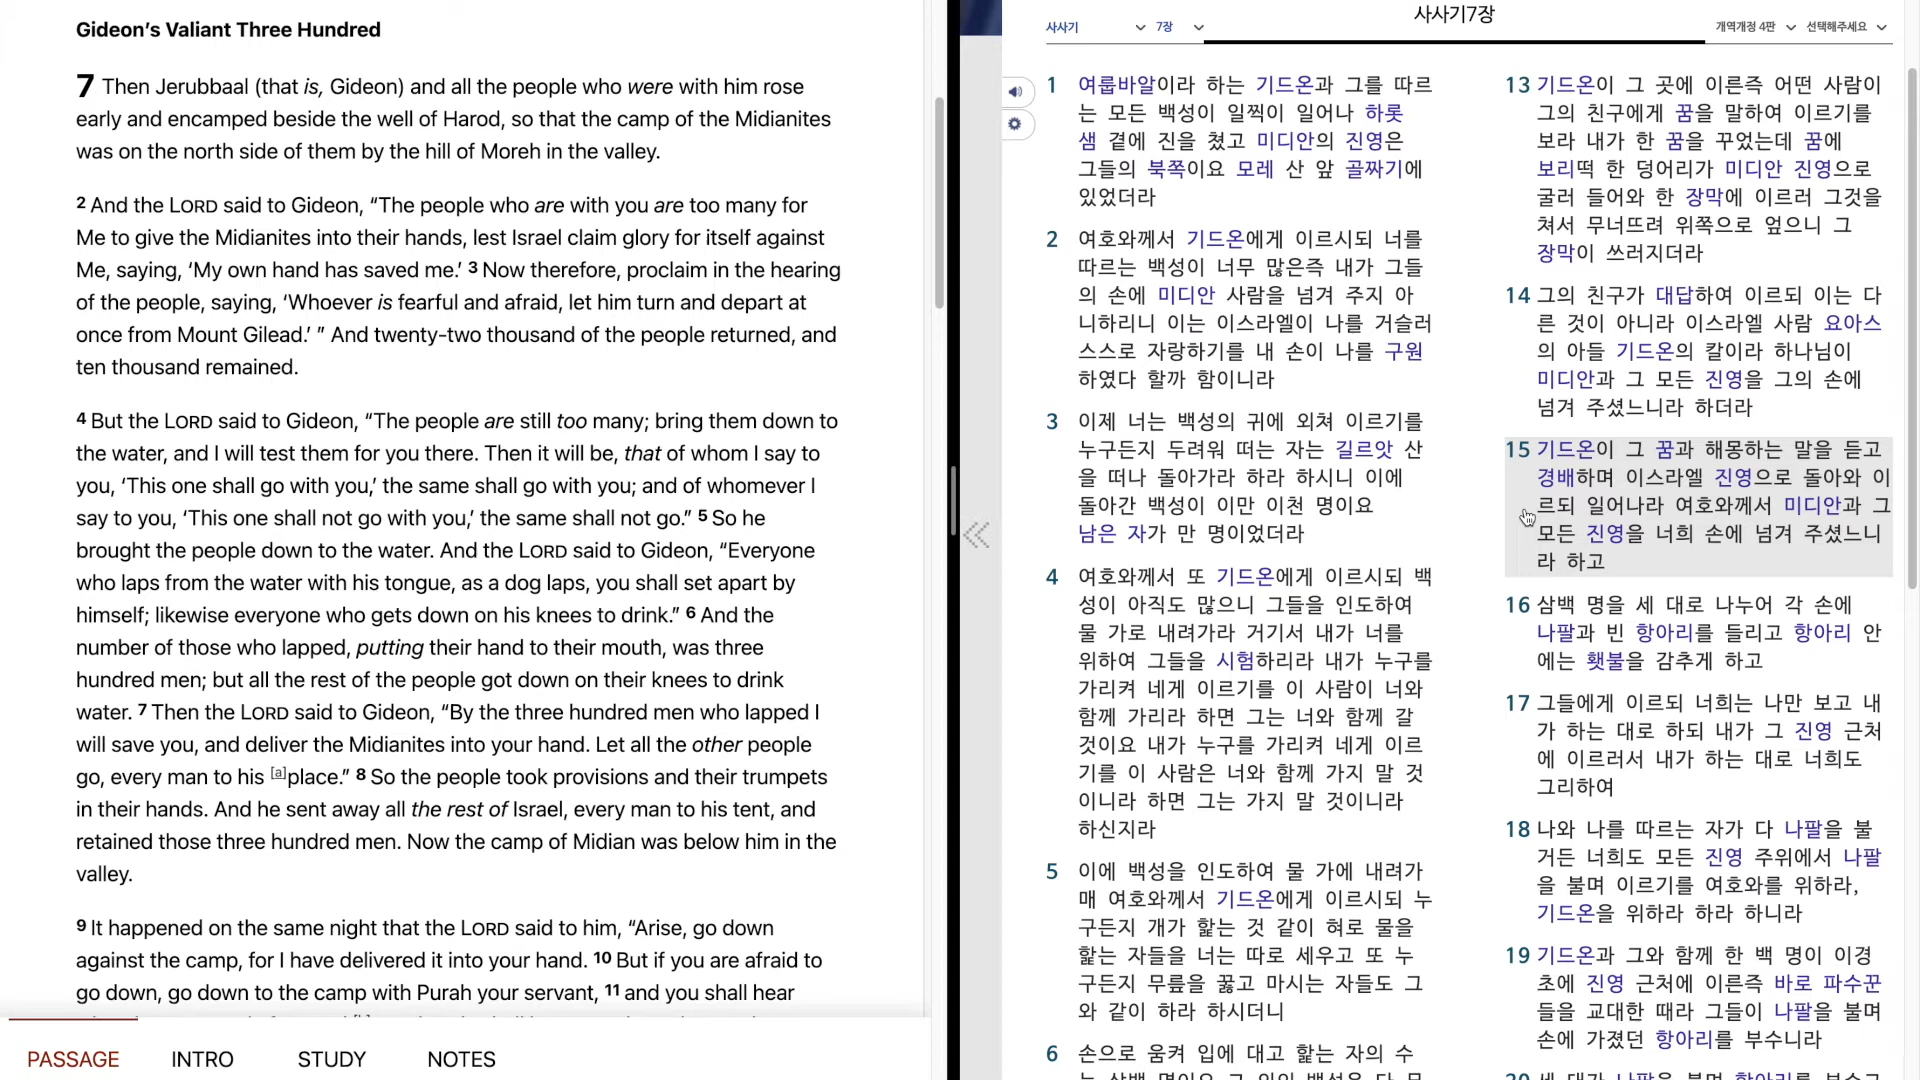 Gideon’s Valiant Three Hundred
7 Then Jerubbaal (that is, Gideon) and all the people who were with him rose
early and encamped beside the well of Harod, so that the camp of the Midianites
was on the north side of them by the hill of Moreh in the valley.
2 And the LORD said to Gideon, “The people who are with you are too many for
Me to give the Midianites into their hands, lest Israel claim glory for itself against
Me, saying, ‘My own hand has saved me.’ 3 Now therefore, proclaim in the hearing
of the people, saying, ‘Whoever is fearful and afraid, let him turn and depart at
once from Mount Gilead.’ ” And twenty-two thousand of the people returned, and
ten thousand remained.
4 But the LORD said to Gideon, “The people are still too many; bring them down to
the water, and I will test them for you there. Then it will be, that of whom I say to
you, ‘This one shall go with you,’ the same shall go with you; and of whomever I
say to you, ‘This one shall not go with you,’ the same shall not go.” 5 So he
brought the people down to the water. And the LORD said to Gideon, “Everyone
who laps from the water with his tongue, as a dog laps, you shall set apart by
himself; likewise everyone who gets down on his knees to drink.” 6 And the
number of those who lapped, putting their hand to their mouth, was three
hundred men; but all the rest of the people got down on their knees to drink
water. 7 Then the LORD said to Gideon, “By the three hundred men who lapped I
will save you, and deliver the Midianites into your hand. Let all the other people
go, every man to his [a]place.” 8 So the people took provisions and their trumpets
in their hands. And he sent away all the rest of Israel, every man to his tent, and
retained those three hundred men. Now the camp of Midian was below him in the
valley.
9 It happened on the same night that the LORD said to him, “Arise, go down
against the camp, for I have delivered it into your hand. 10 But if you are afraid to
go down, go down to the camp with Purah your servant, 11 and you shall hear
PASSAGE INTRO STUDY NOTES
사사기 7장 사사기7장 개역개정 4판 선택해주세요
1 여룹바알이라 하는 기드온과 그를 따르
는 모든 백성이 일찍이 일어나 하롯
샘 곁에 진을 쳤고 미디안의 진영은
그들의 북쪽이요 모레 산 앞 골짜기에
있었더라
2 여호와께서 기드온에게 이르시되 너를
따르는 백성이 너무 많은즉 내가 그들
의 손에 미디안 사람을 넘겨 주지 아
니하리니 이는 이스라엘이 나를 거슬러
스스로 자랑하기를 내 손이 나를 구원
하였다 할까 함이니라
3 이제 너는 백성의 귀에 외쳐 이르기를
누구든지 두려워 떠는 자는 길르앗 산
을 떠나 돌아가라 하라 하시니 이에
돌아간 백성이 이만 이천 명이요
남은 자가 만 명이었더라
4 여호와께서 또 기드온에게 이르시되 백
성이 아직도 많으니 그들을 인도하여
물 가로 내려가라 거기서 내가 너를
위하여 그들을 시험하리라 내가 누구를
가리켜 네게 이르기를 이 사람이 너와
함께 가리라 하면 그는 너와 함께 갈
것이요 내가 누구를 가리켜 네게 이르
기를 이 사람은 너와 함께 가지 말 것
이니라 하면 그는 가지 말 것이니라
하신지라
5 이에 백성을 인도하여 물 가에 내려가
매 여호와께서 기드온에게 이르시되 누
구든지 개가 핥는 것 같이 혀로 물을
핥는 자들을 너는 따로 세우고 또 누
구든지 무릎을 꿇고 마시는 자들도 그
와 같이 하라 하시더니
6 손으로 움켜 입에 대고 핥는 자의 수
13 기드온이 그 곳에 이른즉 어떤 사람이
그의 친구에게 꿈을 말하여 이르기를
보라 내가 한 꿈을 꾸었는데 꿈에
보리떡 한 덩어리가 미디안 진영으로
굴러 들어와 한 장막에 이르러 그것을
쳐서 무너뜨려 위쪽으로 엎으니 그
장막이 쓰러지더라
14 그의 친구가 대답하여 이르되 이는 다
른 것이 아니라 이스라엘 사람 요아스
의 아들 기드온의 칼이라 하나님이
미디안과 그 모든 진영을 그의 손에
넘겨 주셨느니라 하더라
15 기드온이 그 꿈과 해몽하는 말을 듣고
경배하며 이스라엘 진영으로 돌아와 이
르되 일어나라 여호와께서 미디안과 그
모든 진영을 너희 손에 넘겨 주셨느니
라 하고
16 삼백 명을 세 대로 나누어 각 손에
나팔과 빈 항아리를 들리고 항아리 안
에는 횃불을 감추게 하고
17 그들에게 이르되 너희는 나만 보고 내
가 하는 대로 하되 내가 그 진영 근처
에 이르러서 내가 하는 대로 너희도
그리하여
18 나와 나를 따르는 자가 다 나팔을 불
거든 너희도 모든 진영 주위에서 나팔
을 불며 이르기를 여호와를 위하라,
기드온을 위하라 하라 하니라
19 기드온과 그와 함께 한 백 명이 이경
초에 진영 근처에 이른즉 바로 파수꾼
들을 교대한 때라 그들이 나팔을 불며
손에 가졌던 항아리를 부수니라